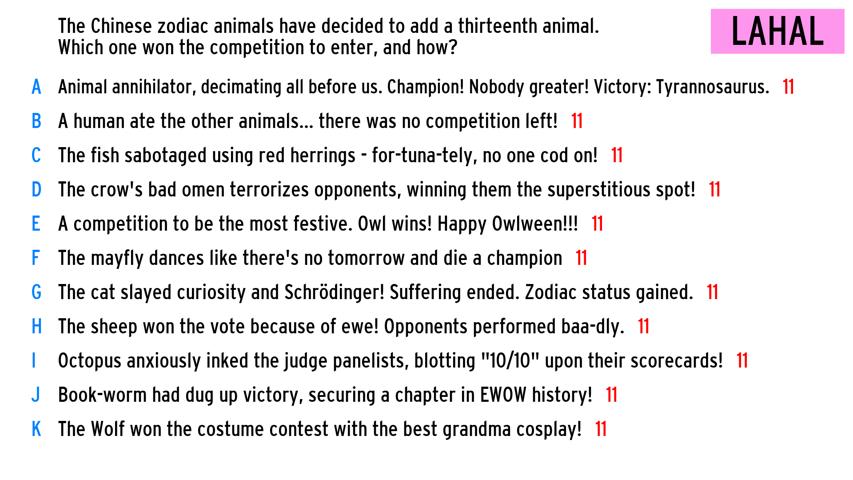 The Chinese zodiac animals have decided to add a thirteenth animal.
Which one won the competition to enter, and how?
LAHAL
A Animal annihilator, decimating all before us. Champion! Nobody greater! Victory: Tyrannosaurus. 11
B A human ate the other animals... there was no competition left! 11
C The fish sabotaged using red herrings - for-tuna-tely, no one cod on! 11
D The crow's bad omen terrorizes opponents, winning them the superstitious spot! 11
E A competition to be the most festive. Owl wins! Happy Owlween!!! 11
F The mayfly dances like there's no tomorrow and die a champion 11
G The cat slayed curiosity and Schrödinger! Suffering ended. Zodiac status gained. 11
H The sheep won the vote because of ewe! Opponents performed baa-dly. 11
I Octopus anxiously inked the judge panelists, blotting "10/10" upon their scorecards! 11
J Book-worm had dug up victory, securing a chapter in EWOW history! 11
K The Wolf won the costume contest with the best grandma cosplay! 11